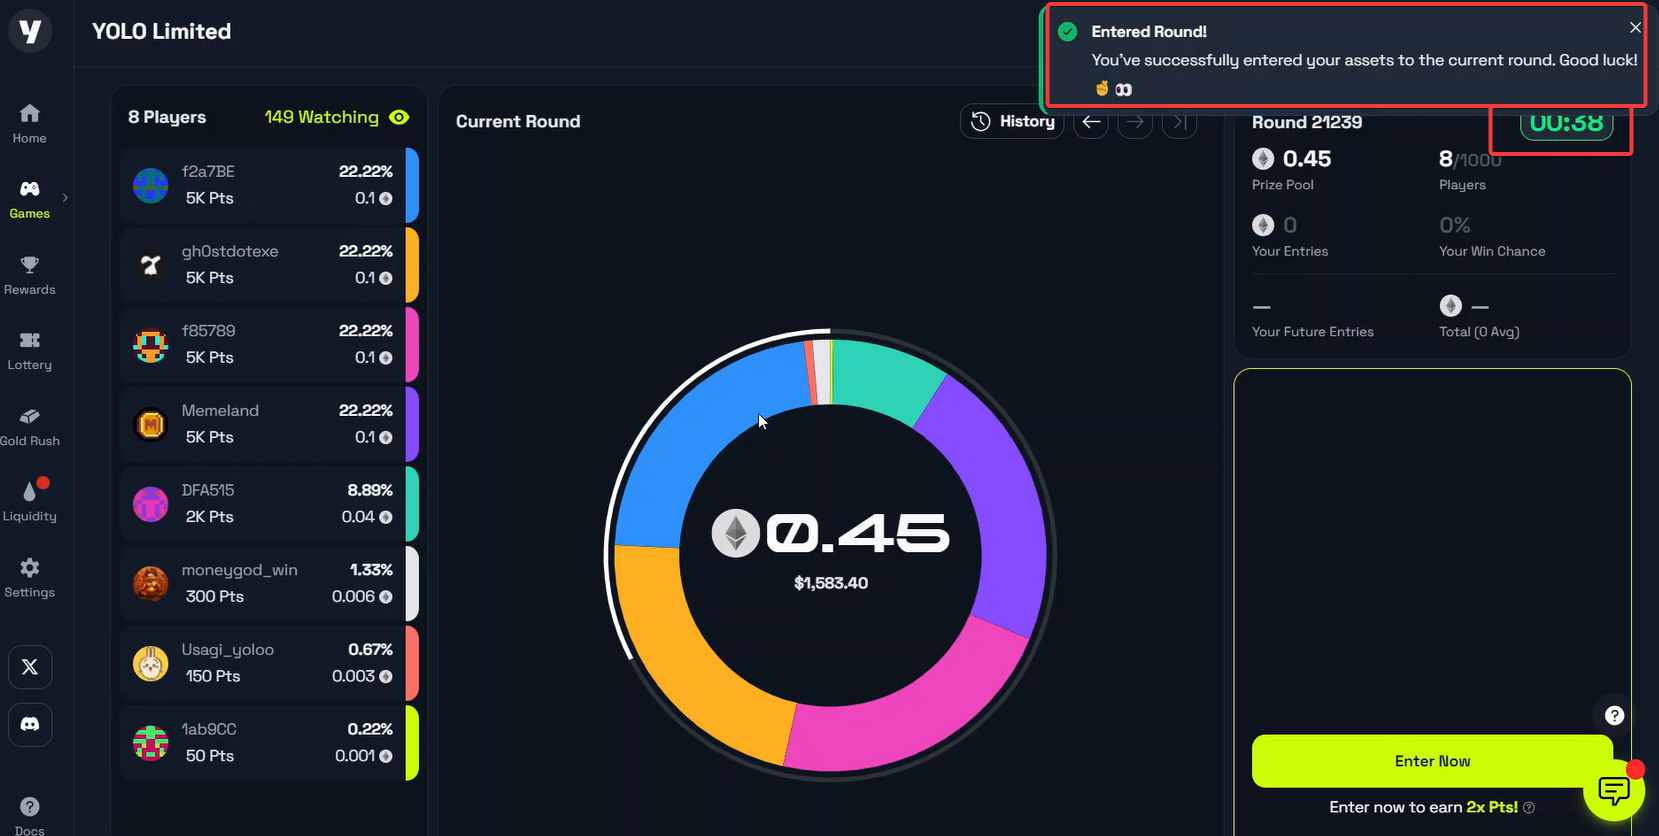 y
YOLO Limited
Home
Games
Rewards
Lottery
Gold Rush
Liquidity
Settings
X
Docs
8 Players
149 Watching
f2a7BE 22.22%
5K Pts 0.1
gh0stdotexe 22.22%
5K Pts 0.1
f85789 22.22%
5K Pts 0.1
Memeland 22.22%
5K Pts 0.1
DFA515 8.89%
2K Pts 0.04
moneygod_win 1.33%
300 Pts 0.006
Usagi_yoloo 0.67%
150 Pts 0.003
1ab9CC 0.22%
50 Pts 0.001
Current Round
History
0.45
$1,583.40
Entered Round!
You've successfully entered your assets to the current round. Good luck!
✌️👀
Round 21239 00:38
0.45 8/1000
Prize Pool Players
0 0%
Your Entries Your Win Chance
— —
Your Future Entries Total (0 Avg)
Enter Now
Enter now to earn 2x Pts!